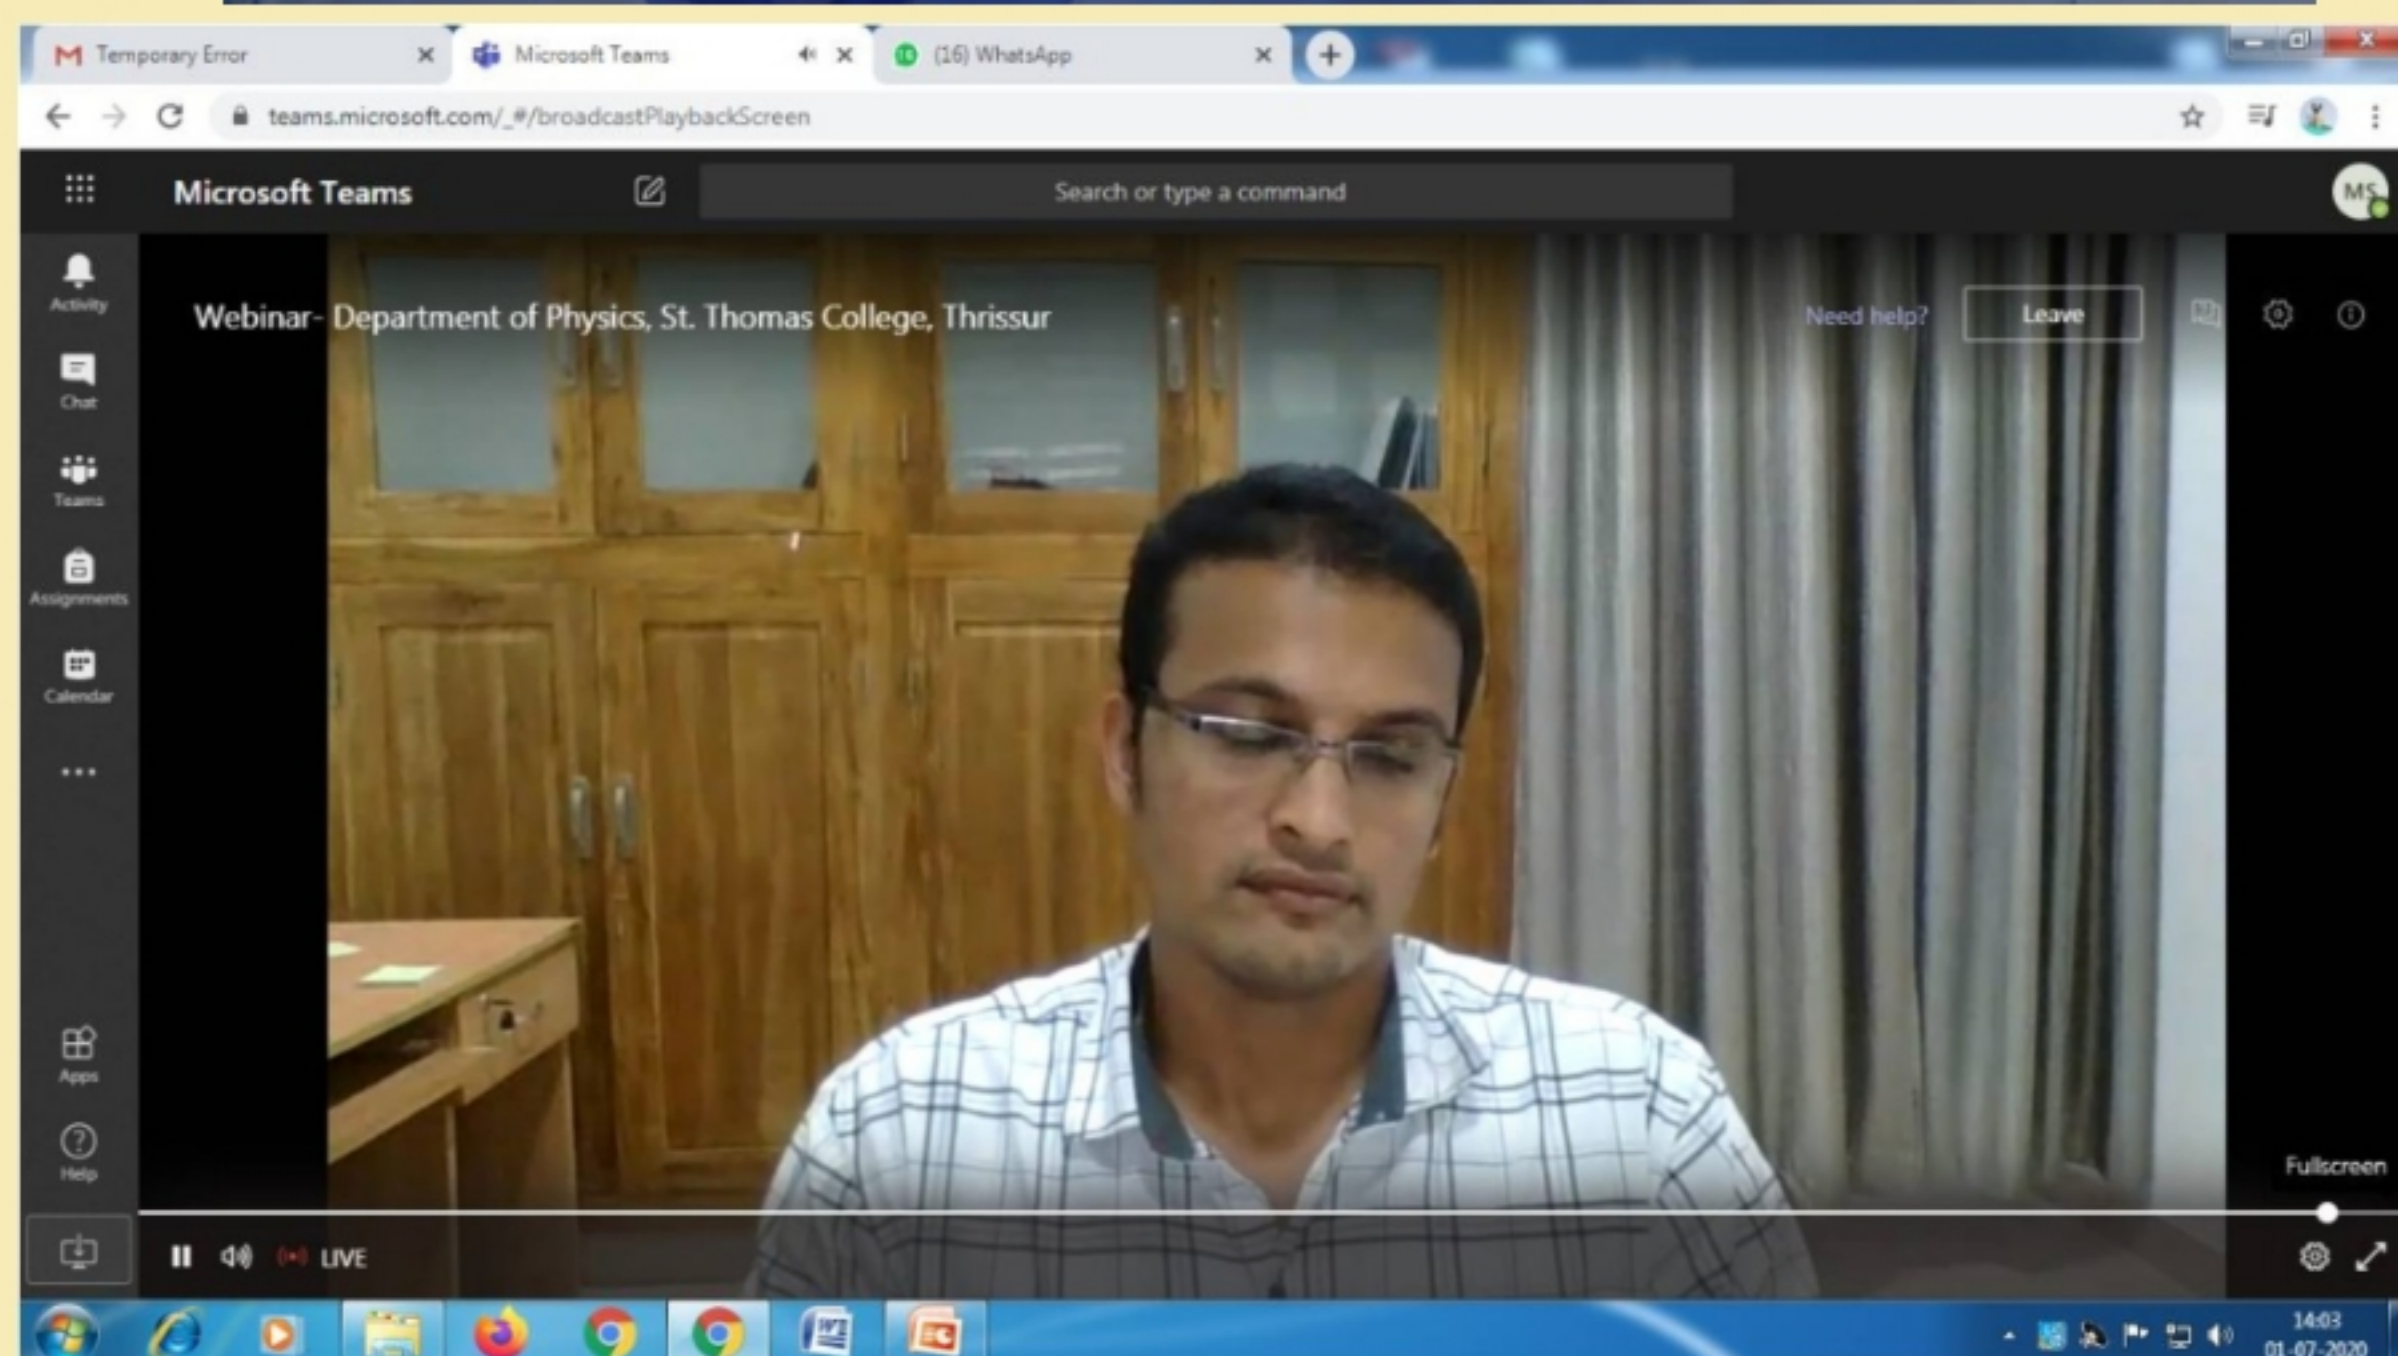 Temporary Error
Microsoft Teams
(16) WhatsApp
teams.microsoft.com/_#/broadcastPlaybackScreen
Microsoft Teams
Search or type a command
MS
Activity
Webinar- Department of Physics, St. Thomas College, Thrissur
Need help?
Leave
Chat
Teams
Assignments
Calendar
Apps
Help
Fullscreen
LIVE
14:03
01-07-2020